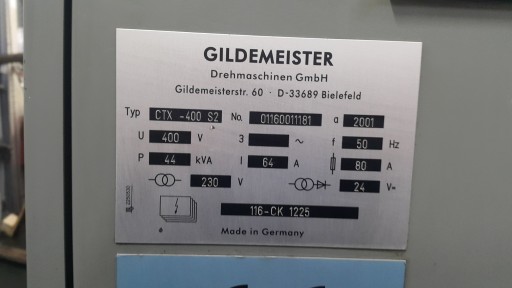 GILDEMEISTER
Drehmaschinen GmbH
Gildemeisterstr. 60 · D-33689 Bielefeld
Typ CTX -400 S2 No. 01160011181 a 2001
U 400 V 3 ~ f 50 Hz
P 44 kVA I 64 A 80 A
230 V 24 V=
116-CK 1225
Made in Germany